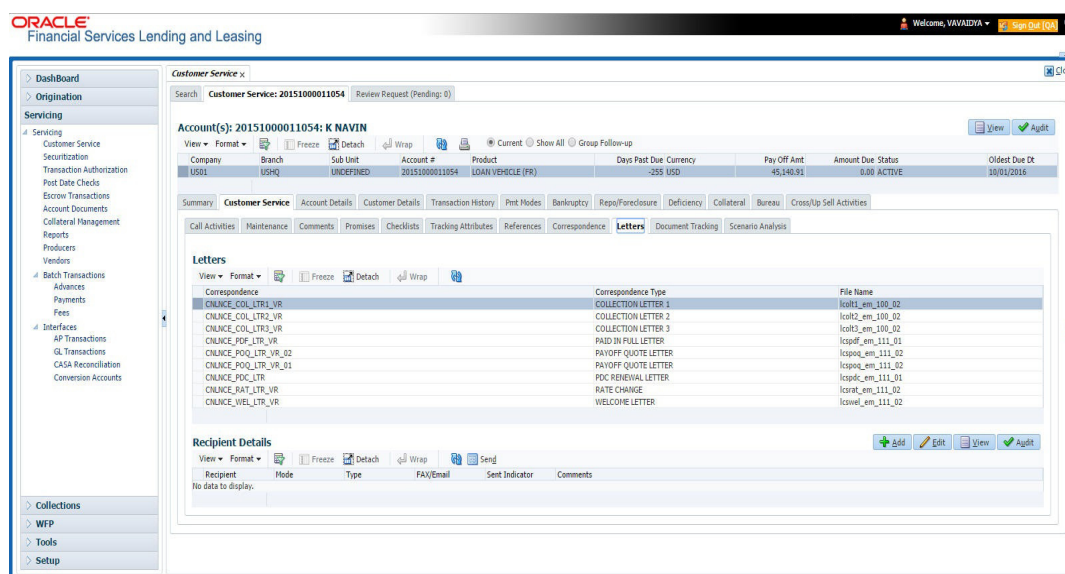 ORACLE
Financial Services Lending and Leasing
Welcome, VAVAIDYA
Sign Out [QA]
DashBoard
Origination
Servicing
Servicing
Customer Service
Securitization
Transaction Authorization
Post Date Checks
Escrow Transactions
Account Documents
Collateral Management
Reports
Producers
Vendors
Batch Transactions
Advances
Payments
Fees
Interfaces
AP Transactions
GL Transactions
CASA Reconciliation
Conversion Accounts
Collections
WFP
Tools
Setup
Customer Service x
Clo
Search Customer Service: 20151000011054 Review Request (Pending: 0)
Account(s): 20151000011054: K NAVIN
View Audit
View Format Freeze Detach Wrap Current Show All Group Follow-up
Company Branch Sub Unit Account # Product Days Past Due Currency Pay Off Amt Amount Due Status Oldest Due Dt
US01 USHQ UNDEFINED 20151000011054 LOAN VEHICLE (FR) -255 USD 45,140.91 0.00 ACTIVE 10/01/2016
Summary Customer Service Account Details Customer Details Transaction History Pmt Modes Bankruptcy Repo/Foreclosure Deficiency Collateral Bureau Cross/Up Sell Activities
Call Activities Maintenance Comments Promises Checklists Tracking Attributes References Correspondence Letters Document Tracking Scenario Analysis
Letters
View Format Freeze Detach Wrap
Correspondence Correspondence Type File Name
CNLNCE_COL_LTR1_VR COLLECTION LETTER 1 lcolt1_em_100_02
CNLNCE_COL_LTR2_VR COLLECTION LETTER 2 lcolt2_em_100_02
CNLNCE_COL_LTR3_VR COLLECTION LETTER 3 lcolt3_em_100_02
CNLNCE_PDF_LTR_VR PAID IN FULL LETTER lcspdf_em_111_01
CNLNCE_POQ_LTR_VR_02 PAYOFF QUOTE LETTER lcspoq_em_111_02
CNLNCE_POQ_LTR_VR_01 PAYOFF QUOTE LETTER lcspoq_em_111_02
CNLNCE_PDC_LTR PDC RENEWAL LETTER lcspdc_em_111_01
CNLNCE_RAT_LTR_VR RATE CHANGE lcsrat_em_111_02
CNLNCE_WEL_LTR_VR WELCOME LETTER lcswel_em_111_02
Recipient Details
Add Edit View Audit
View Format Freeze Detach Wrap Send
Recipient Mode Type FAX/Email Sent Indicator Comments
No data to display.